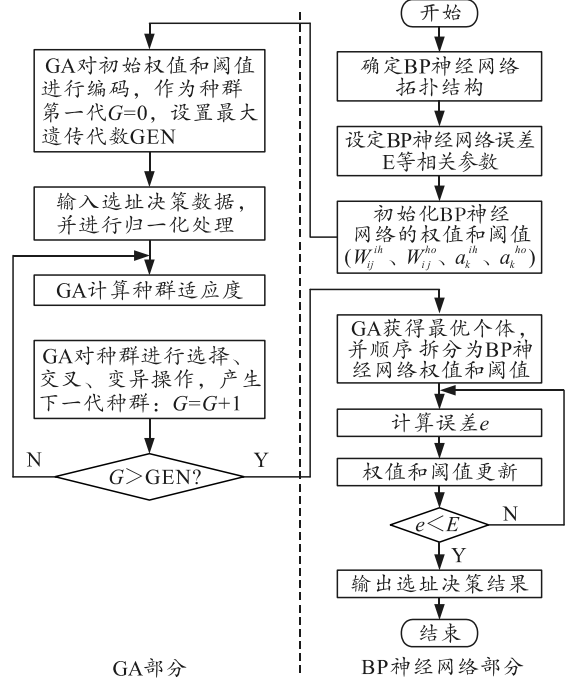 开始
确定BP神经网络
拓扑结构
设定BP神经网络误差
E等相关参数
初始化BP神经
网络的权值和阈值
(W_{ij}^{ih}、W_{ij}^{ho}、a_k^{ih}、a_k^{ho})
GA对初始权值和阈值
进行编码，作为种群
第一代G=0，设置最大
遗传代数GEN
输入选址决策数据，
并进行归一化处理
GA计算种群适应度
GA对种群进行选择、
交叉、变异操作，产生
下一代种群：G=G+1
N
G＞GEN?
Y
GA获得最优个体，
并顺序拆分为BP神
经网络权值和阈值
计算误差e
权值和阈值更新
e＜E
N
Y
输出选址决策结果
结束
GA部分
BP神经网络部分